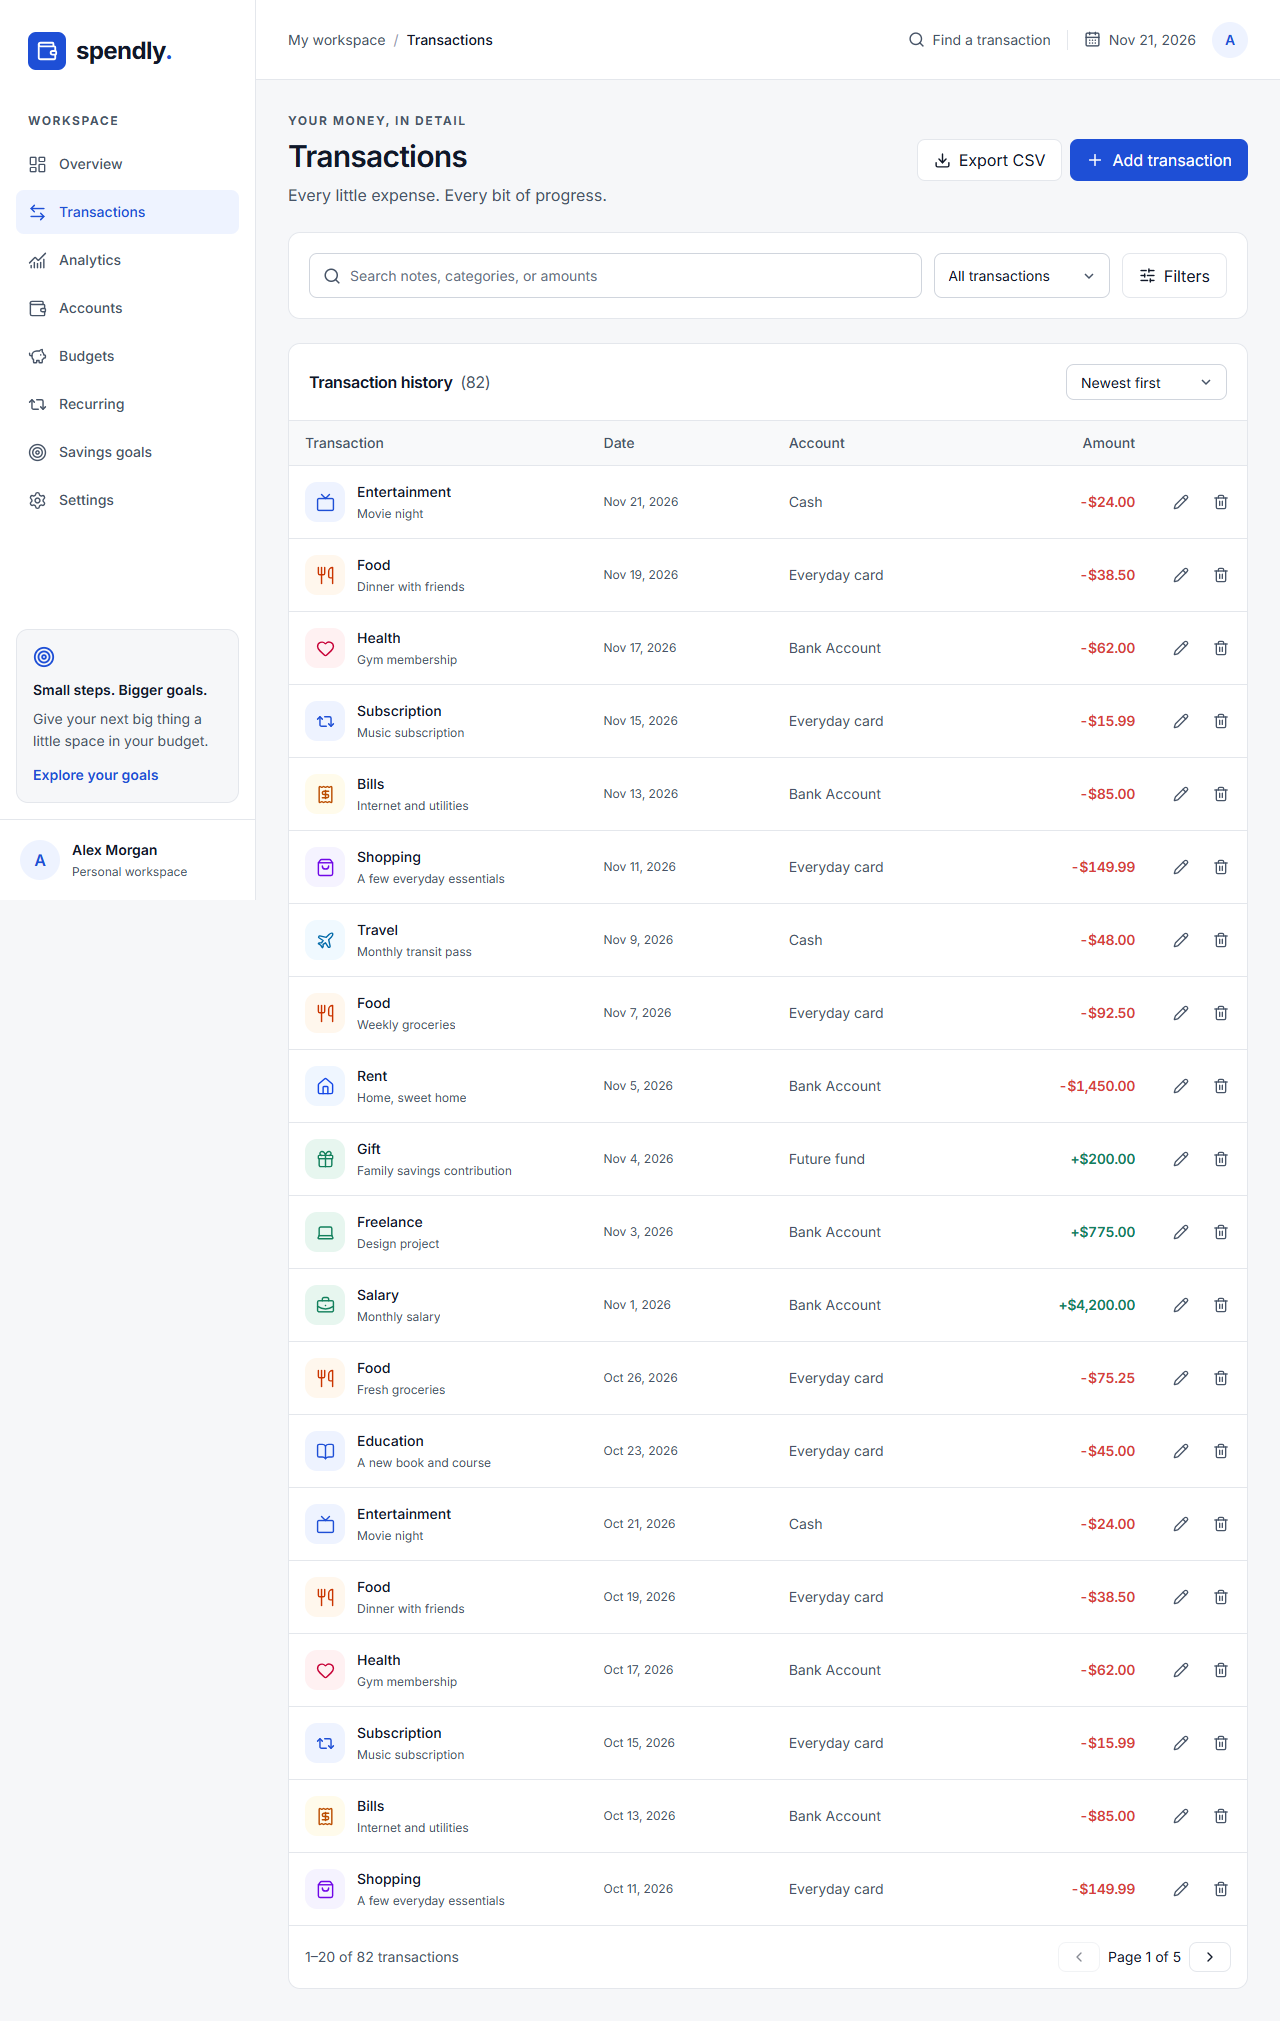 spendly.
WORKSPACE
Overview
Transactions
Analytics
Accounts
Budgets
Recurring
Savings goals
Settings
Small steps. Bigger goals.
Give your next big thing a
little space in your budget.
Explore your goals
A
Alex Morgan
Personal workspace
My workspace / Transactions
Find a transaction
Nov 21, 2026
A
YOUR MONEY, IN DETAIL
Transactions
Every little expense. Every bit of progress.
Export CSV
Add transaction
Search notes, categories, or amounts
All transactions
Filters
Transaction history (82)
Newest first
Transaction Date Account Amount
Entertainment
Movie night
Nov 21, 2026 Cash -$24.00
Food
Dinner with friends
Nov 19, 2026 Everyday card -$38.50
Health
Gym membership
Nov 17, 2026 Bank Account -$62.00
Subscription
Music subscription
Nov 15, 2026 Everyday card -$15.99
Bills
Internet and utilities
Nov 13, 2026 Bank Account -$85.00
Shopping
A few everyday essentials
Nov 11, 2026 Everyday card -$149.99
Travel
Monthly transit pass
Nov 9, 2026 Cash -$48.00
Food
Weekly groceries
Nov 7, 2026 Everyday card -$92.50
Rent
Home, sweet home
Nov 5, 2026 Bank Account -$1,450.00
Gift
Family savings contribution
Nov 4, 2026 Future fund +$200.00
Freelance
Design project
Nov 3, 2026 Bank Account +$775.00
Salary
Monthly salary
Nov 1, 2026 Bank Account +$4,200.00
Food
Fresh groceries
Oct 26, 2026 Everyday card -$75.25
Education
A new book and course
Oct 23, 2026 Everyday card -$45.00
Entertainment
Movie night
Oct 21, 2026 Cash -$24.00
Food
Dinner with friends
Oct 19, 2026 Everyday card -$38.50
Health
Gym membership
Oct 17, 2026 Bank Account -$62.00
Subscription
Music subscription
Oct 15, 2026 Everyday card -$15.99
Bills
Internet and utilities
Oct 13, 2026 Bank Account -$85.00
Shopping
A few everyday essentials
Oct 11, 2026 Everyday card -$149.99
1–20 of 82 transactions
Page 1 of 5